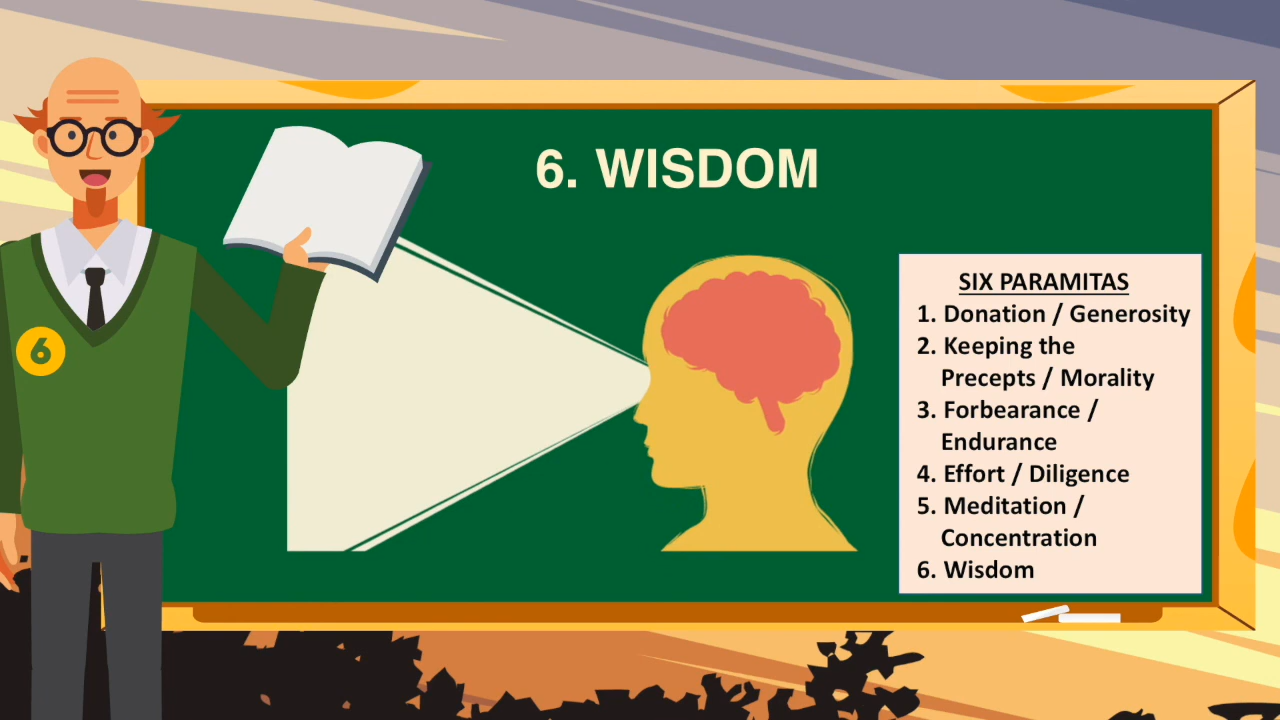 6. WISDOM
6
SIX PARAMITAS
1. Donation / Generosity
2. Keeping the
Precepts / Morality
3. Forbearance /
Endurance
4. Effort / Diligence
5. Meditation /
Concentration
6. Wisdom